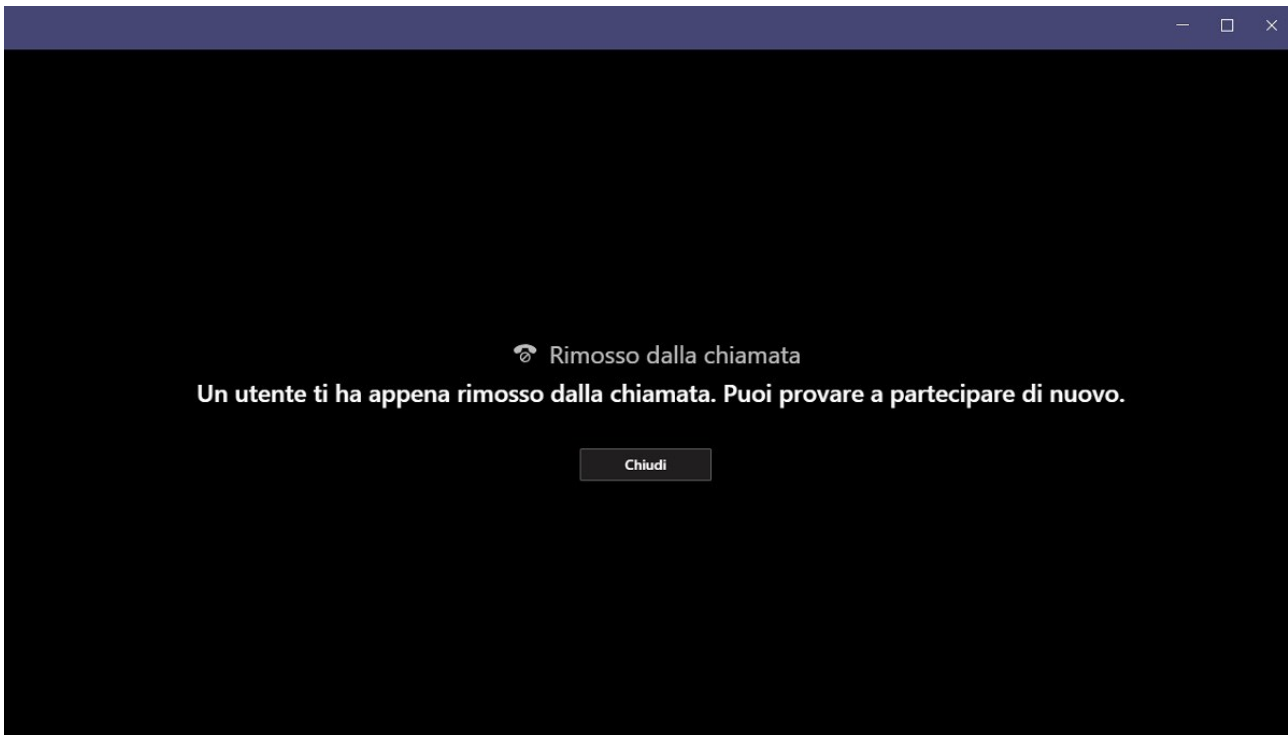 Rimosso dalla chiamata
Un utente ti ha appena rimosso dalla chiamata. Puoi provare a partecipare di nuovo.
Chiudi